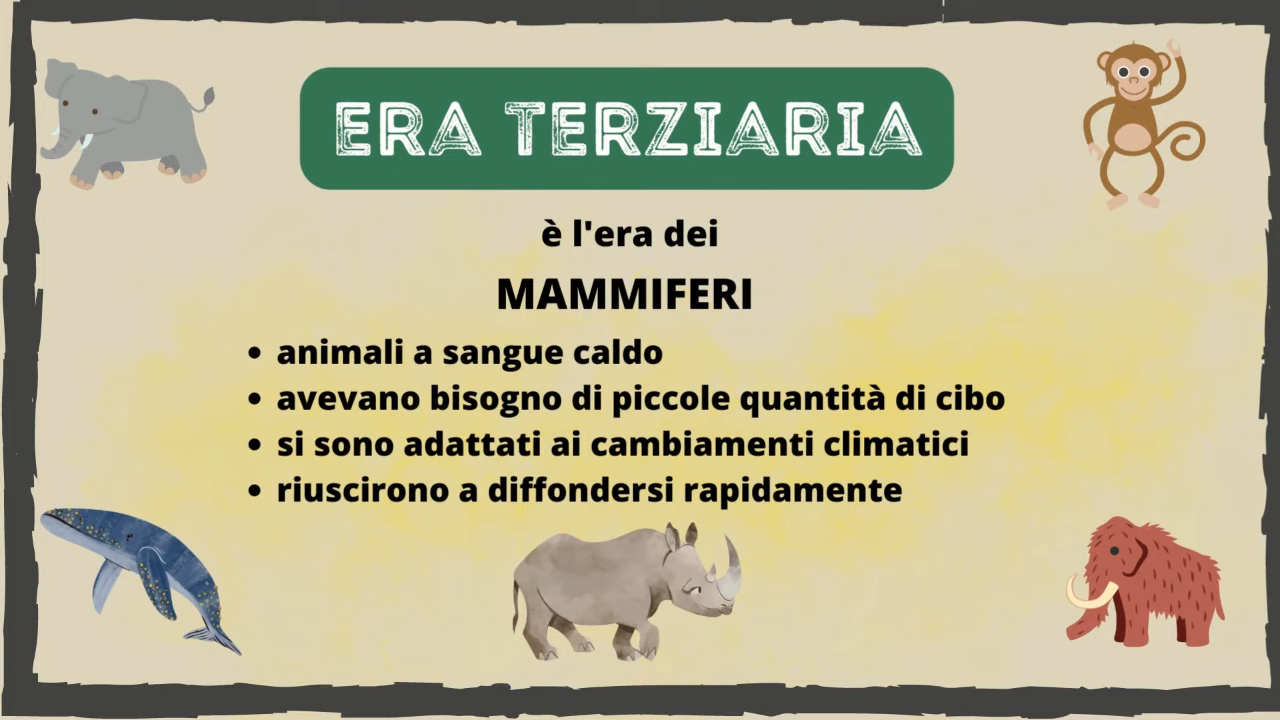 ERA TERZIARIA
è l'era dei
MAMMIFERI
• animali a sangue caldo
• avevano bisogno di piccole quantità di cibo
• si sono adattati ai cambiamenti climatici
• riuscirono a diffondersi rapidamente